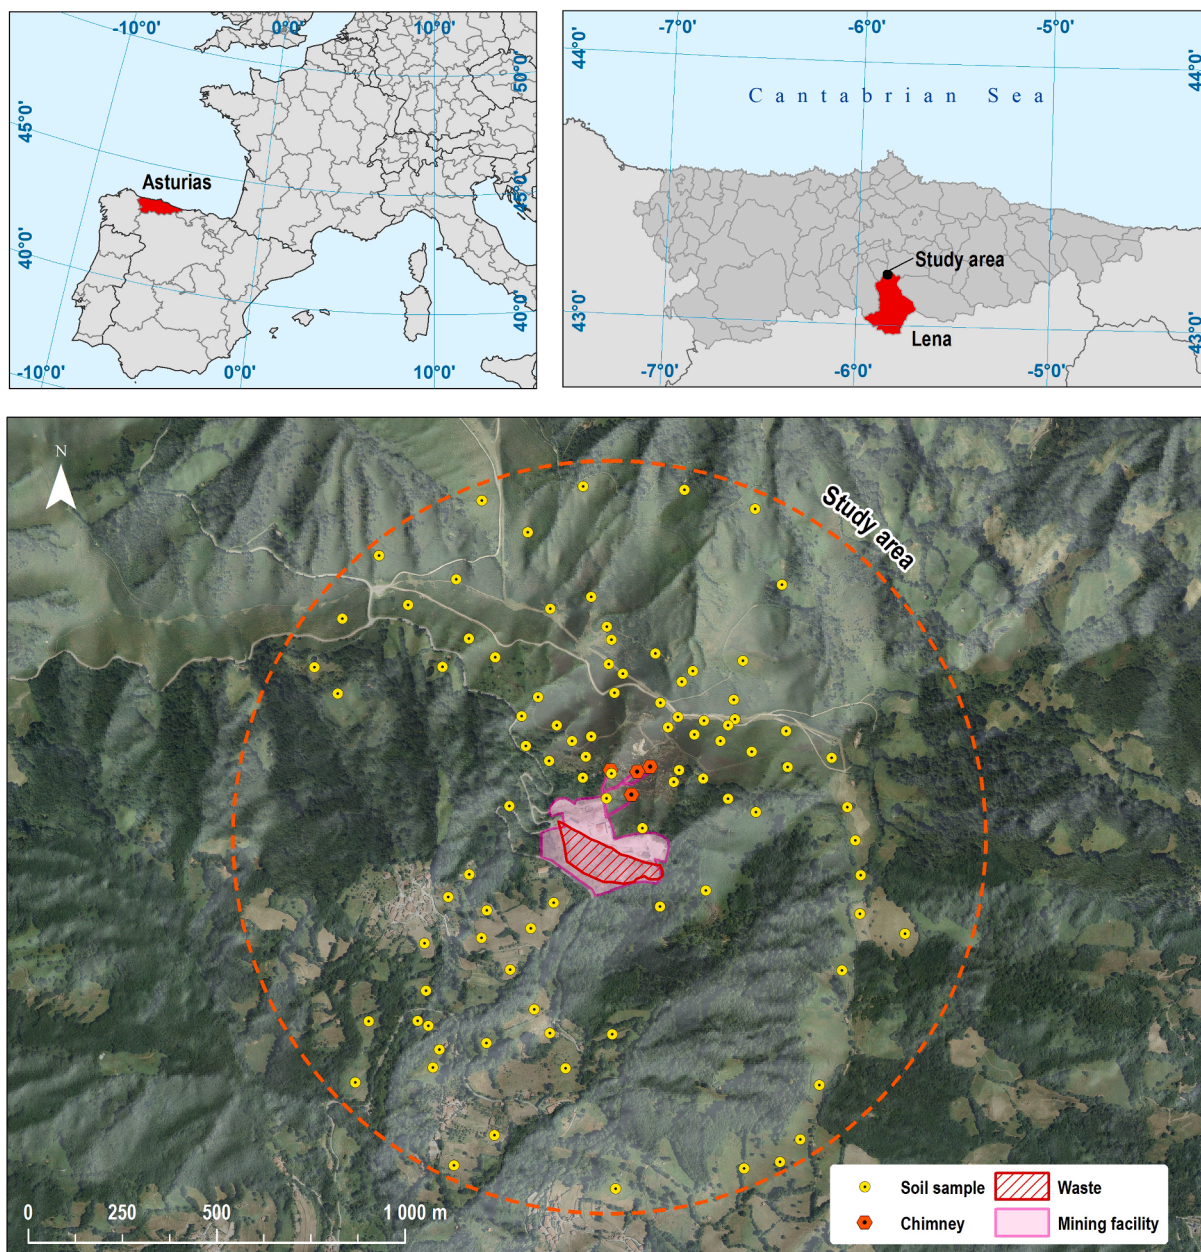 -10°0'
0°0'
10°0'
50°0'
45°0'
45°0'
Asturias
40°0'
40°0'
-10°0'
0°0'
10°0'
-7°0'
-6°0'
-5°0'
44°0'
44°0'
Cantabrian Sea
Study area
43°0'
43°0'
Lena
-7°0'
-6°0'
-5°0'
N
Study area
0 250 500 1 000 m
Soil sample
Waste
Chimney
Mining facility